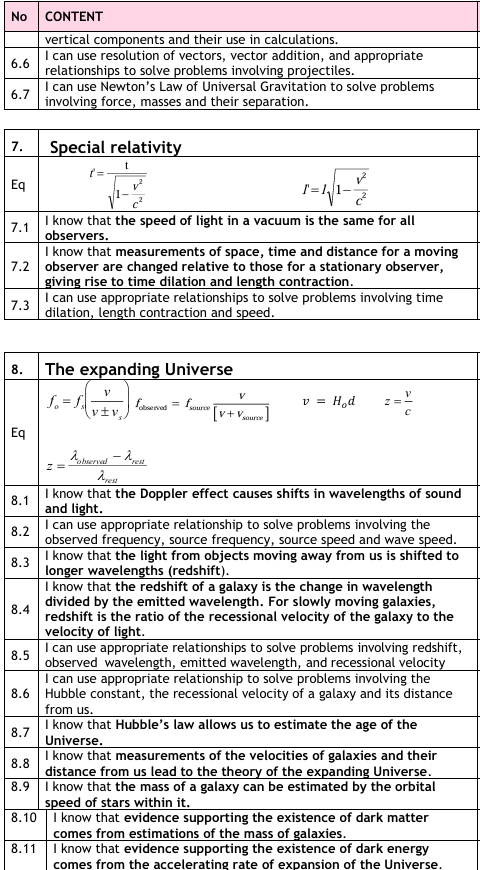 No CONTENT
vertical components and their use in calculations.
6.6 I can use resolution of vectors, vector addition, and appropriate
relationships to solve problems involving projectiles.
6.7 I can use Newton's Law of Universal Gravitation to solve problems
involving force, masses and their separation.
7. Special relativity
Eq t' = t / √(1 − v²/c²) l' = l√(1 − v²/c²)
7.1 I know that the speed of light in a vacuum is the same for all
observers.
7.2 I know that measurements of space, time and distance for a moving
observer are changed relative to those for a stationary observer,
giving rise to time dilation and length contraction.
7.3 I can use appropriate relationships to solve problems involving time
dilation, length contraction and speed.
8. The expanding Universe
Eq f_o = f_s(v / (v ± v_s)) f_observed = f_source v / [v + v_source] v = H_o d z = v/c
z = (λ_observed − λ_rest) / λ_rest
8.1 I know that the Doppler effect causes shifts in wavelengths of sound
and light.
8.2 I can use appropriate relationship to solve problems involving the
observed frequency, source frequency, source speed and wave speed.
8.3 I know that the light from objects moving away from us is shifted to
longer wavelengths (redshift).
8.4 I know that the redshift of a galaxy is the change in wavelength
divided by the emitted wavelength. For slowly moving galaxies,
redshift is the ratio of the recessional velocity of the galaxy to the
velocity of light.
8.5 I can use appropriate relationships to solve problems involving redshift,
observed wavelength, emitted wavelength, and recessional velocity
8.6 I can use appropriate relationship to solve problems involving the
Hubble constant, the recessional velocity of a galaxy and its distance
from us.
8.7 I know that Hubble's law allows us to estimate the age of the
Universe.
8.8 I know that measurements of the velocities of galaxies and their
distance from us lead to the theory of the expanding Universe.
8.9 I know that the mass of a galaxy can be estimated by the orbital
speed of stars within it.
8.10 I know that evidence supporting the existence of dark matter
comes from estimations of the mass of galaxies.
8.11 I know that evidence supporting the existence of dark energy
comes from the accelerating rate of expansion of the Universe.